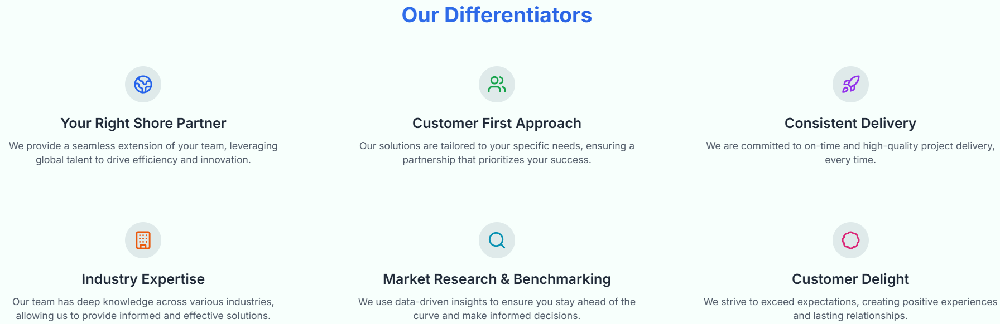 Our Differentiators
Your Right Shore Partner
We provide a seamless extension of your team, leveraging
global talent to drive efficiency and innovation.
Customer First Approach
Our solutions are tailored to your specific needs, ensuring a
partnership that prioritizes your success.
Consistent Delivery
We are committed to on-time and high-quality project delivery,
every time.
Industry Expertise
Our team has deep knowledge across various industries,
allowing us to provide informed and effective solutions.
Market Research & Benchmarking
We use data-driven insights to ensure you stay ahead of the
curve and make informed decisions.
Customer Delight
We strive to exceed expectations, creating positive experiences
and lasting relationships.